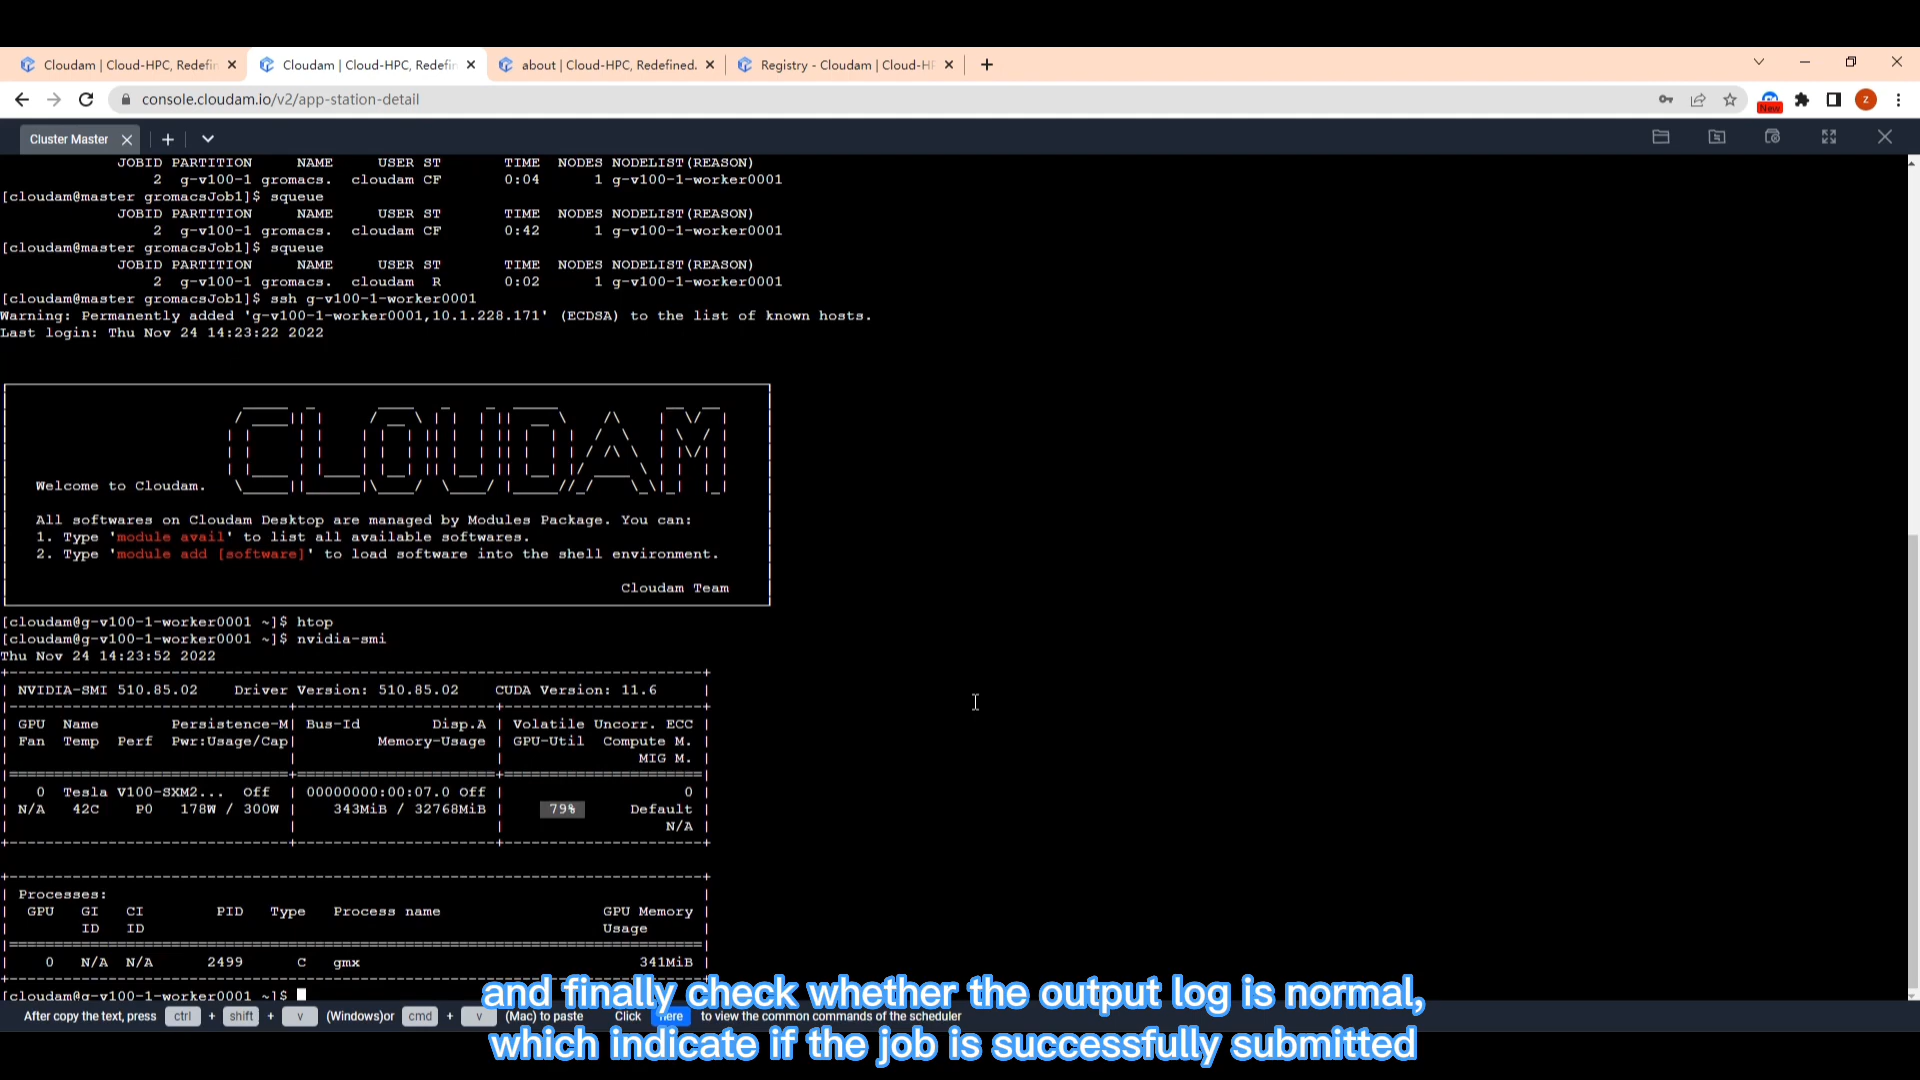 Cloudam | Cloud-HPC, Redefin
Cloudam | Cloud-HPC, Redefin
about | Cloud-HPC, Redefined.
Registry - Cloudam | Cloud-HP
console.cloudam.io/v2/app-station-detail
New
Z
Cluster Master
JOBID PARTITION NAME USER ST TIME NODES NODELIST(REASON)
2 g-v100-1 gromacs. cloudam CF 0:04 1 g-v100-1-worker0001
[cloudam@master gromacsJob1]$ squeue
JOBID PARTITION NAME USER ST TIME NODES NODELIST(REASON)
2 g-v100-1 gromacs. cloudam CF 0:42 1 g-v100-1-worker0001
[cloudam@master gromacsJob1]$ squeue
JOBID PARTITION NAME USER ST TIME NODES NODELIST(REASON)
2 g-v100-1 gromacs. cloudam R 0:02 1 g-v100-1-worker0001
[cloudam@master gromacsJob1]$ ssh g-v100-1-worker0001
Warning: Permanently added 'g-v100-1-worker0001,10.1.228.171' (ECDSA) to the list of known hosts.
Last login: Thu Nov 24 14:23:22 2022
CLOUDAM
Welcome to Cloudam.
All softwares on Cloudam Desktop are managed by Modules Package. You can:
1. Type 'module avail' to list all available softwares.
2. Type 'module add [software]' to load software into the shell environment.
Cloudam Team
[cloudam@g-v100-1-worker0001 ~]$ htop
[cloudam@g-v100-1-worker0001 ~]$ nvidia-smi
Thu Nov 24 14:23:52 2022
NVIDIA-SMI 510.85.02 Driver Version: 510.85.02 CUDA Version: 11.6
GPU Name Persistence-M| Bus-Id Disp.A | Volatile Uncorr. ECC
Fan Temp Perf Pwr:Usage/Cap| Memory-Usage | GPU-Util Compute M.
MIG M.
0 Tesla V100-SXM2... Off | 00000000:00:07.0 Off | 0
N/A 42C P0 178W / 300W | 343MiB / 32768MiB | 79% Default
N/A
Processes:
GPU GI CI PID Type Process name GPU Memory
ID ID Usage
0 N/A N/A 2499 C gmx 341MiB
[cloudam@g-v100-1-worker0001 ~]$
and finally check whether the output log is normal,
After copy the text, press ctrl + shift + v (Windows)or cmd + v (Mac) to paste Click here to view the common commands of the scheduler
which indicate if the job is successfully submitted